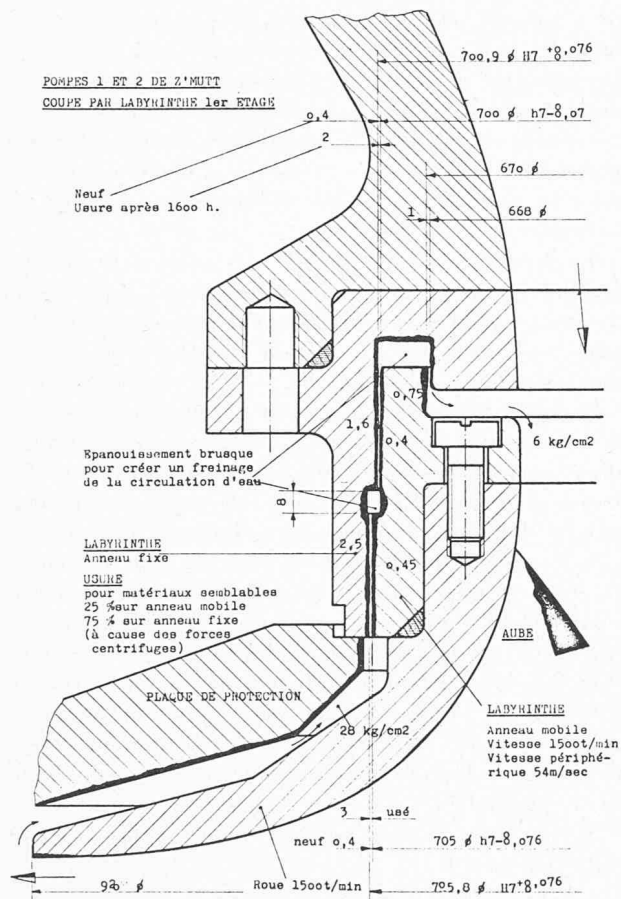 700,9 ø H7 +0,076
POMPES 1 ET 2 DE Z'MUTT
COUPE PAR LABYRINTHE 1er ETAGE
0,4
700 ø h7-0,07
2
670 ø
Neuf
Usure après 1600 h.
I
668 ø
0,75
1,6
0,4
6 kg/cm2
Epanouissement brusque
pour créer un freinage
de la circulation d'eau
8
LABYRINTHE
Anneau fixe
2,5
0,45
USURE
pour matériaux semblables
25 % sur anneau mobile
75 % sur anneau fixe
(à cause des forces
centrifuges)
AUBE
PLAQUE DE PROTECTION
28 kg/cm2
LABYRINTHE
Anneau mobile
Vitesse 1500t/min
Vitesse périphé-
rique 54m/sec
3 usé
neuf 0,4
705 ø h7-0,076
ø
Roue 1500t/min
705,8 ø H7+0,076